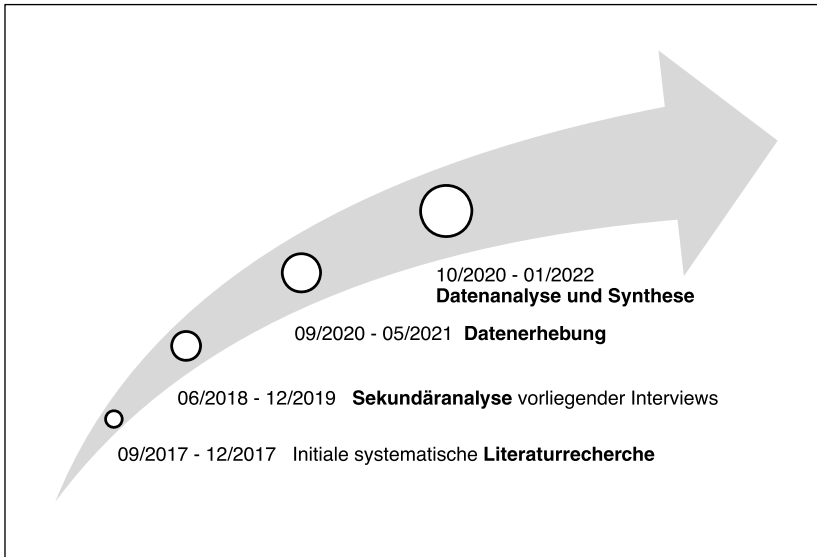 10/2020 - 01/2022
Datenanalyse und Synthese
09/2020 - 05/2021 Datenerhebung
06/2018 - 12/2019 Sekundäranalyse vorliegender Interviews
09/2017 - 12/2017 Initiale systematische Literaturrecherche